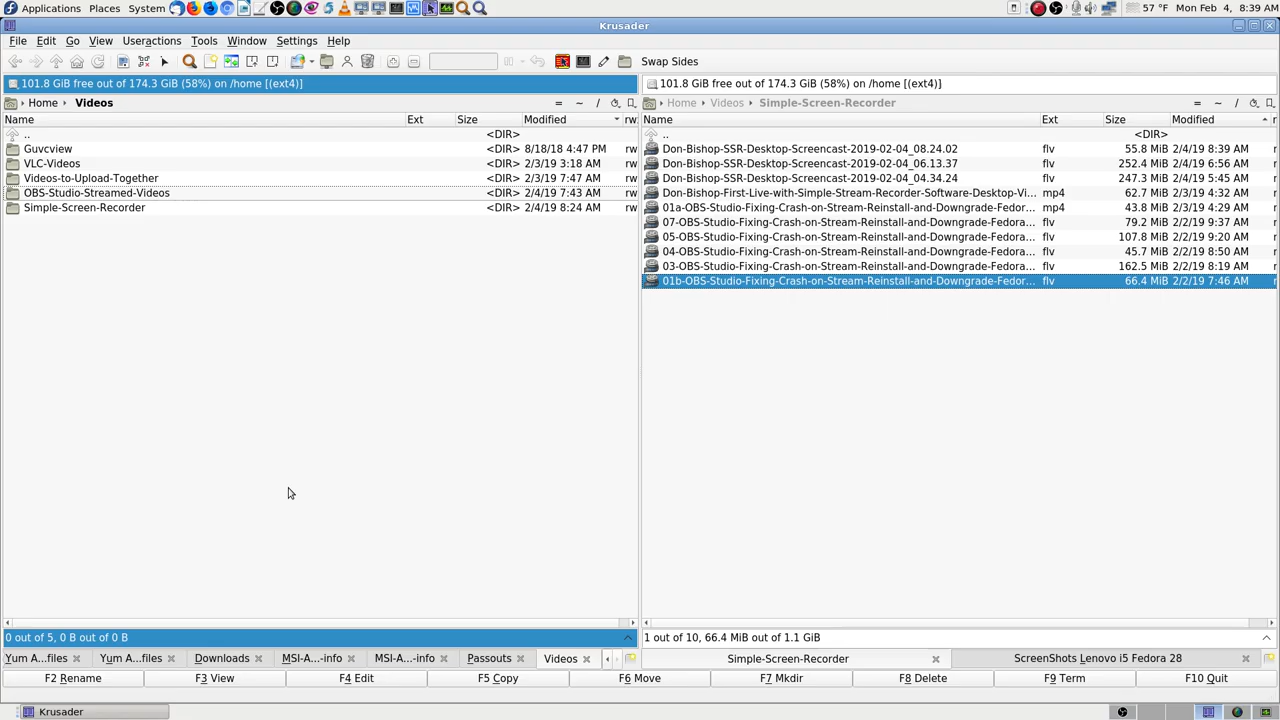 Applications Places System 57 °F Mon Feb 4, 8:39 AM
Krusader
File Edit Go View Useractions Tools Window Settings Help
Swap Sides
101.8 GiB free out of 174.3 GiB (58%) on /home [(ext4)] 101.8 GiB free out of 174.3 GiB (58%) on /home [(ext4)]
Home Videos = ~ / Home Videos Simple-Screen-Recorder = ~ /
Name Ext Size Modified rw Name Ext Size Modified r
.. <DIR> .. <DIR>
Guvcview <DIR> 8/18/18 4:47 PM rw Don-Bishop-SSR-Desktop-Screencast-2019-02-04_08.24.02 flv 55.8 MiB 2/4/19 8:39 AM r
VLC-Videos <DIR> 2/3/19 3:18 AM rw Don-Bishop-SSR-Desktop-Screencast-2019-02-04_06.13.37 flv 252.4 MiB 2/4/19 6:56 AM r
Videos-to-Upload-Together <DIR> 2/3/19 7:47 AM rw Don-Bishop-SSR-Desktop-Screencast-2019-02-04_04.34.24 flv 247.3 MiB 2/4/19 5:45 AM r
OBS-Studio-Streamed-Videos <DIR> 2/4/19 7:43 AM rw Don-Bishop-First-Live-with-Simple-Stream-Recorder-Software-Desktop-Vi... mp4 62.7 MiB 2/3/19 4:32 AM r
Simple-Screen-Recorder <DIR> 2/4/19 8:24 AM rw 01a-OBS-Studio-Fixing-Crash-on-Stream-Reinstall-and-Downgrade-Fedor... mp4 43.8 MiB 2/3/19 4:29 AM r
07-OBS-Studio-Fixing-Crash-on-Stream-Reinstall-and-Downgrade-Fedora... flv 79.2 MiB 2/2/19 9:37 AM r
05-OBS-Studio-Fixing-Crash-on-Stream-Reinstall-and-Downgrade-Fedora... flv 107.8 MiB 2/2/19 9:20 AM r
04-OBS-Studio-Fixing-Crash-on-Stream-Reinstall-and-Downgrade-Fedora... flv 45.7 MiB 2/2/19 8:50 AM r
03-OBS-Studio-Fixing-Crash-on-Stream-Reinstall-and-Downgrade-Fedora... flv 162.5 MiB 2/2/19 8:19 AM r
01b-OBS-Studio-Fixing-Crash-on-Stream-Reinstall-and-Downgrade-Fedor... flv 66.4 MiB 2/2/19 7:46 AM r
0 out of 5, 0 B out of 0 B 1 out of 10, 66.4 MiB out of 1.1 GiB
Yum A...files Yum A...files Downloads MSI-A...-info MSI-A...-info Passouts Videos Simple-Screen-Recorder ScreenShots Lenovo i5 Fedora 28
F2 Rename F3 View F4 Edit F5 Copy F6 Move F7 Mkdir F8 Delete F9 Term F10 Quit
Krusader